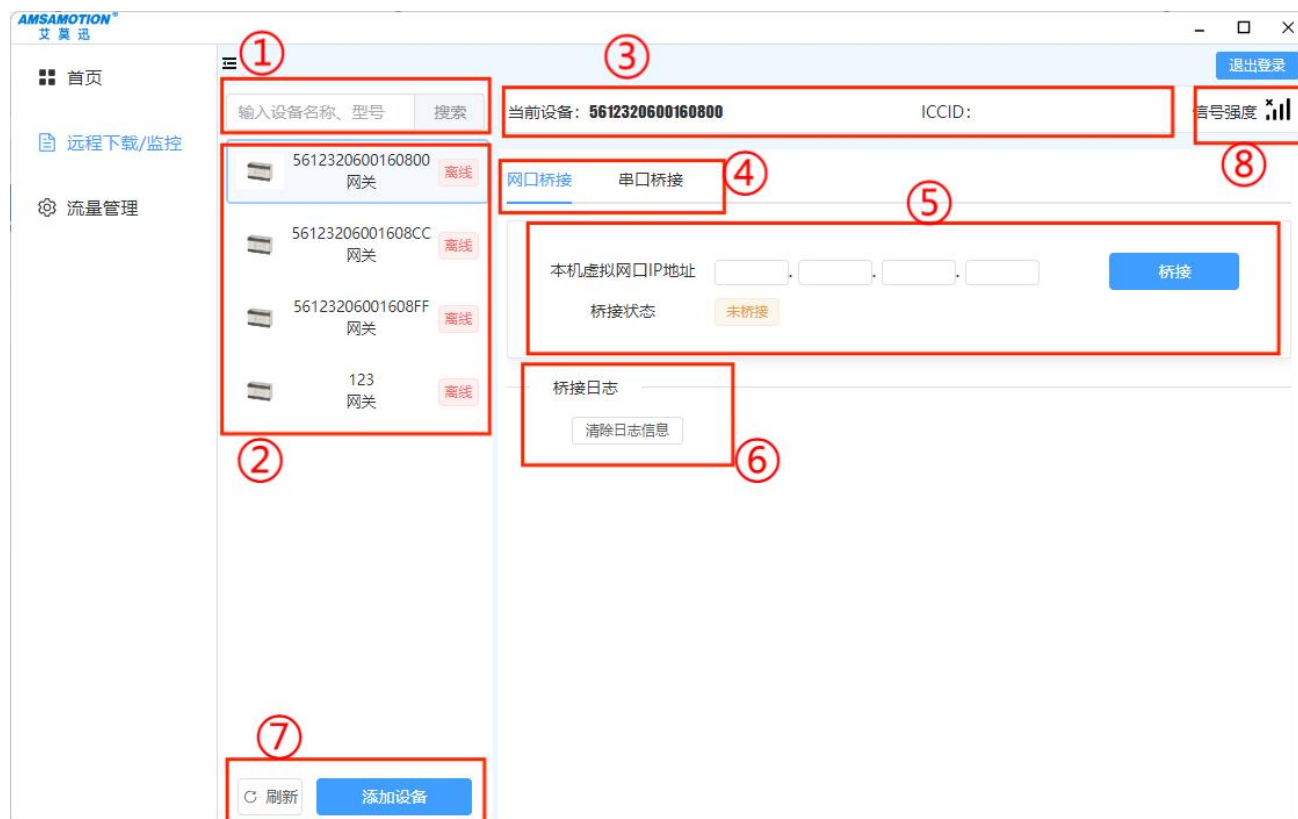 AMSAMOTION®
艾莫迅
首页
远程下载/监控
流量管理
①
输入设备名称、型号 搜索
5612320600160800
网关
离线
56123206001608CC
网关
离线
56123206001608FF
网关
离线
123
网关
离线
②
⑦
刷新 添加设备
③
退出登录
当前设备：5612320600160800 ICCID：
信号强度
⑧
网口桥接 串口桥接
④
⑤
本机虚拟网口IP地址 . . . 桥接
桥接状态 未桥接
桥接日志
清除日志信息
⑥